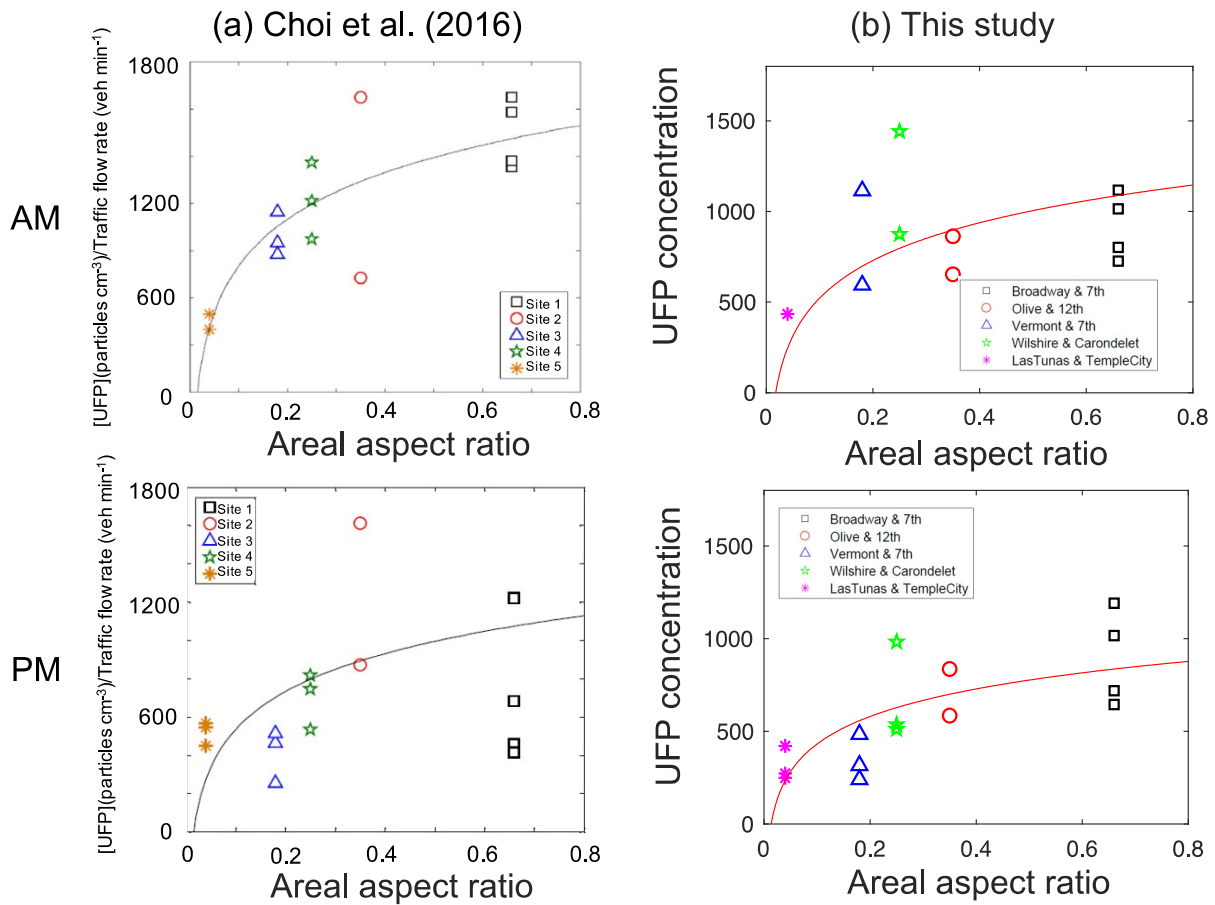 (a) Choi et al. (2016)
(b) This study
AM
[UFP](particles cm⁻³)/Traffic flow rate (veh min⁻¹)
1800
1200
600
0
0
0.2
0.4
0.6
0.8
Areal aspect ratio
Site 1
Site 2
Site 3
Site 4
Site 5
UFP concentration
1500
1000
500
0
0
0.2
0.4
0.6
0.8
Areal aspect ratio
Broadway & 7th
Olive & 12th
Vermont & 7th
Wilshire & Carondelet
LasTunas & TempleCity
PM
[UFP](particles cm⁻³)/Traffic flow rate (veh min⁻¹)
1800
1200
600
0
0
0.2
0.4
0.6
0.8
Areal aspect ratio
Site 1
Site 2
Site 3
Site 4
Site 5
UFP concentration
1500
1000
500
0
0
0.2
0.4
0.6
0.8
Areal aspect ratio
Broadway & 7th
Olive & 12th
Vermont & 7th
Wilshire & Carondelet
LasTunas & TempleCity